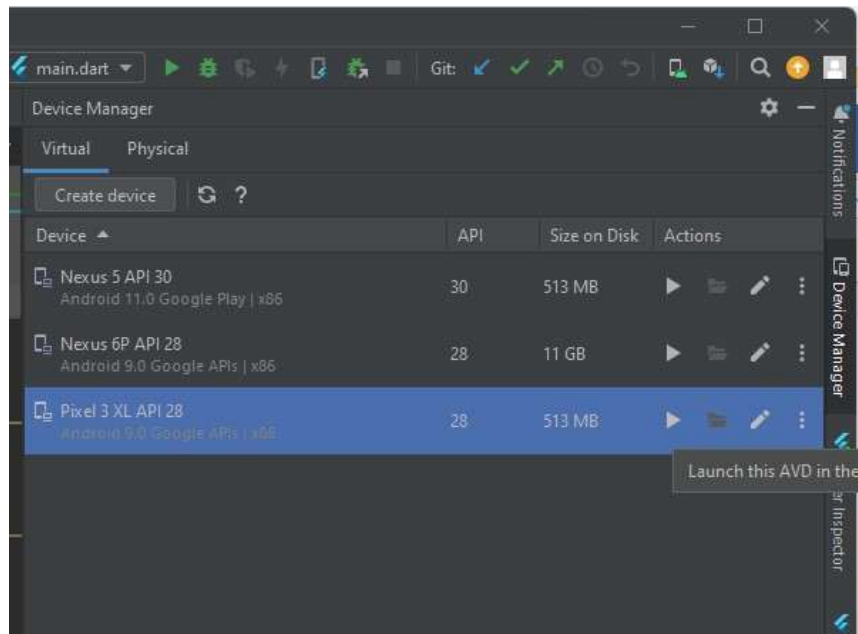 main.dart
Git:
Device Manager
Virtual Physical
Create device ?
Device API Size on Disk Actions
Nexus 5 API 30
Android 11.0 Google Play | x86
30 513 MB
Nexus 6P API 28
Android 9.0 Google APIs | x86
28 11 GB
Pixel 3 XL API 28
Android 9.0 Google APIs | x86
28 513 MB
Launch this AVD in the
Notifications
Device Manager
er Inspector